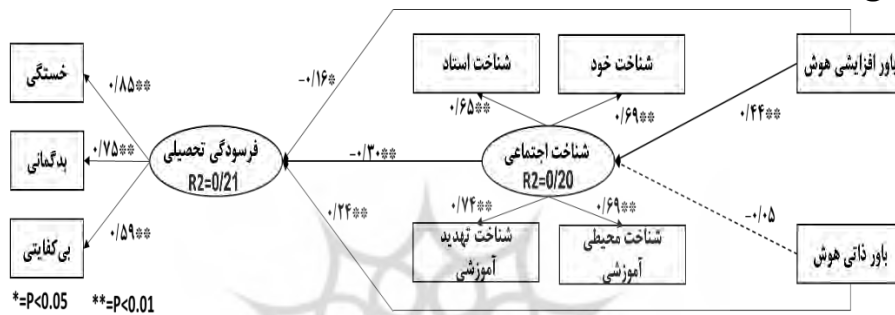 باور افزایشی هوش
باور ذاتی هوش
۰/۴۴**
-۰/۰۵
شناخت خود
شناخت استاد
۰/۶۹**
۰/۶۵**
شناخت اجتماعی
R2=0/20
۰/۶۹**
۰/۷۴**
شناخت محیطی
آموزشی
شناخت تهدید
آموزشی
-۰/۱۶*
-۰/۳۰**
۰/۲۴**
فرسودگی تحصیلی
R2=0/21
۰/۸۵**
۰/۷۵**
۰/۵۹**
خستگی
بدگمانی
بی کفایتی
*=P<0.05 **=P<0.01